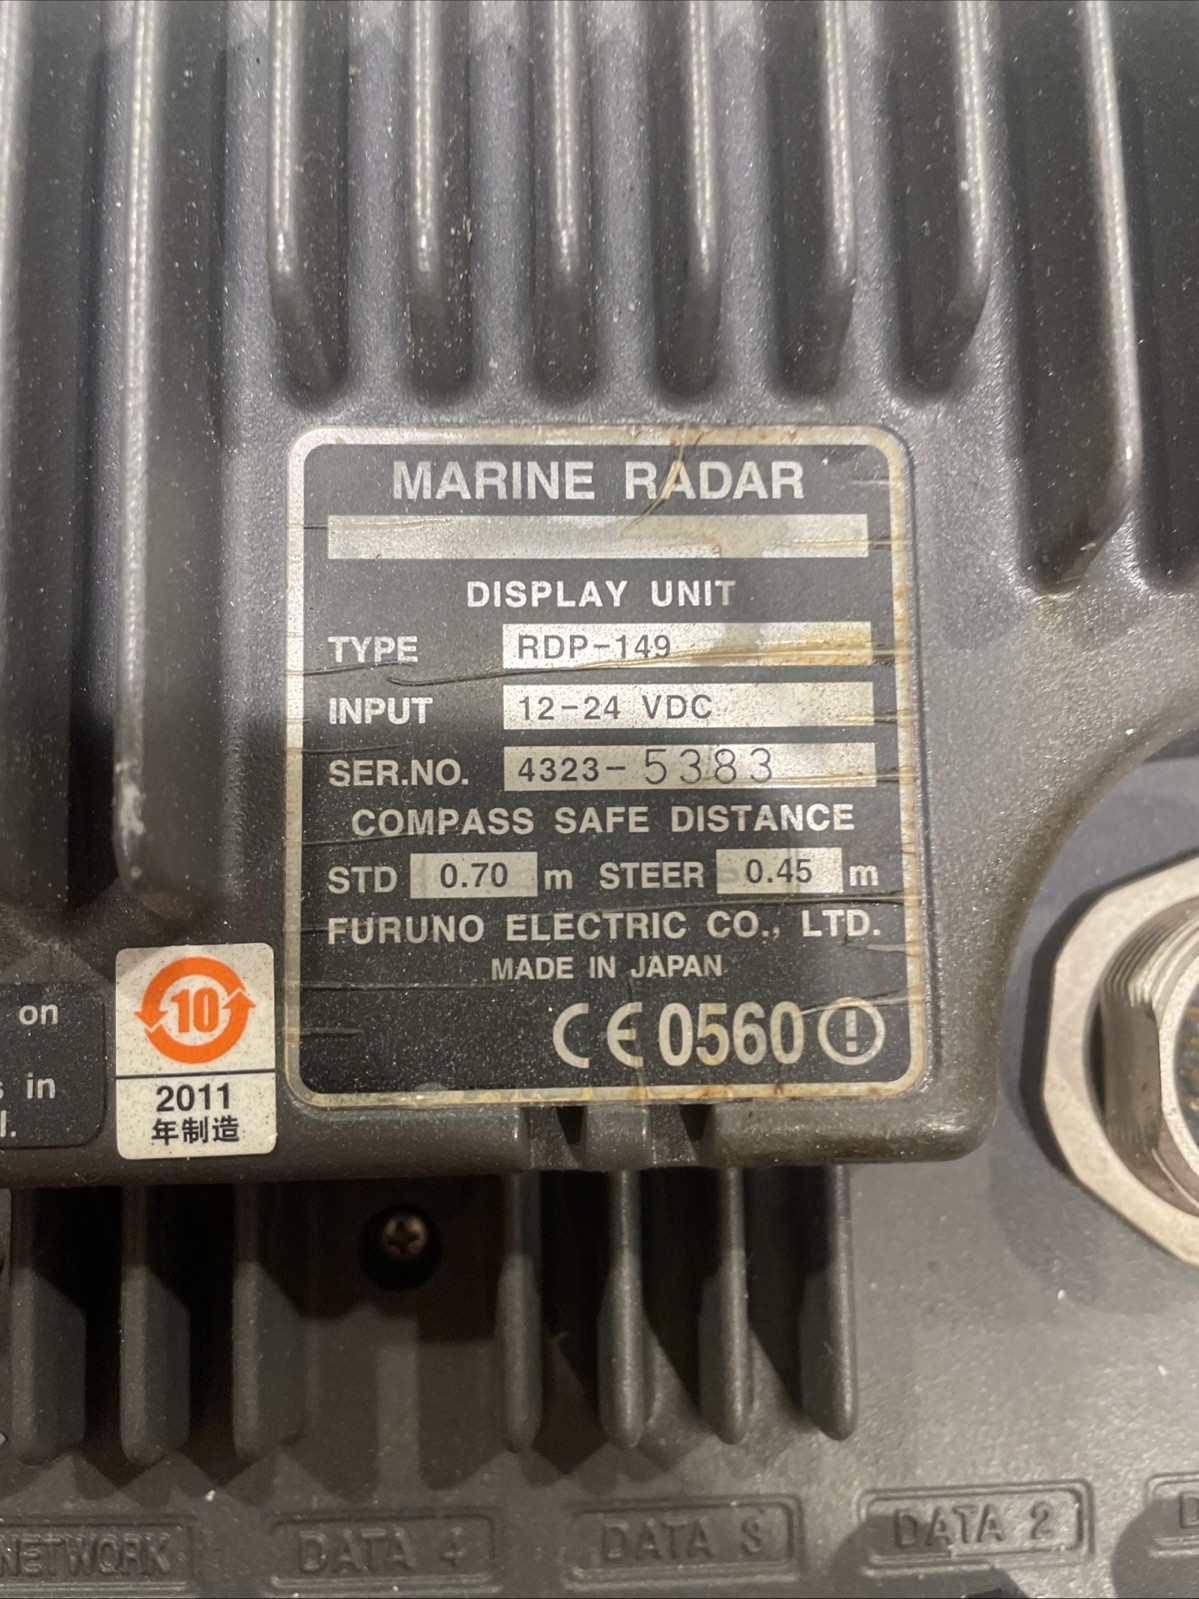 MARINE RADAR
DISPLAY UNIT
TYPE RDP-149
INPUT 12-24 VDC
SER.NO. 4323-5383
COMPASS SAFE DISTANCE
STD 0.70 m STEER 0.45 m
FURUNO ELECTRIC CO., LTD.
MADE IN JAPAN
CE0560
on
in
10
2011
年制造
NETWORK
DATA 4
DATA 3
DATA 2